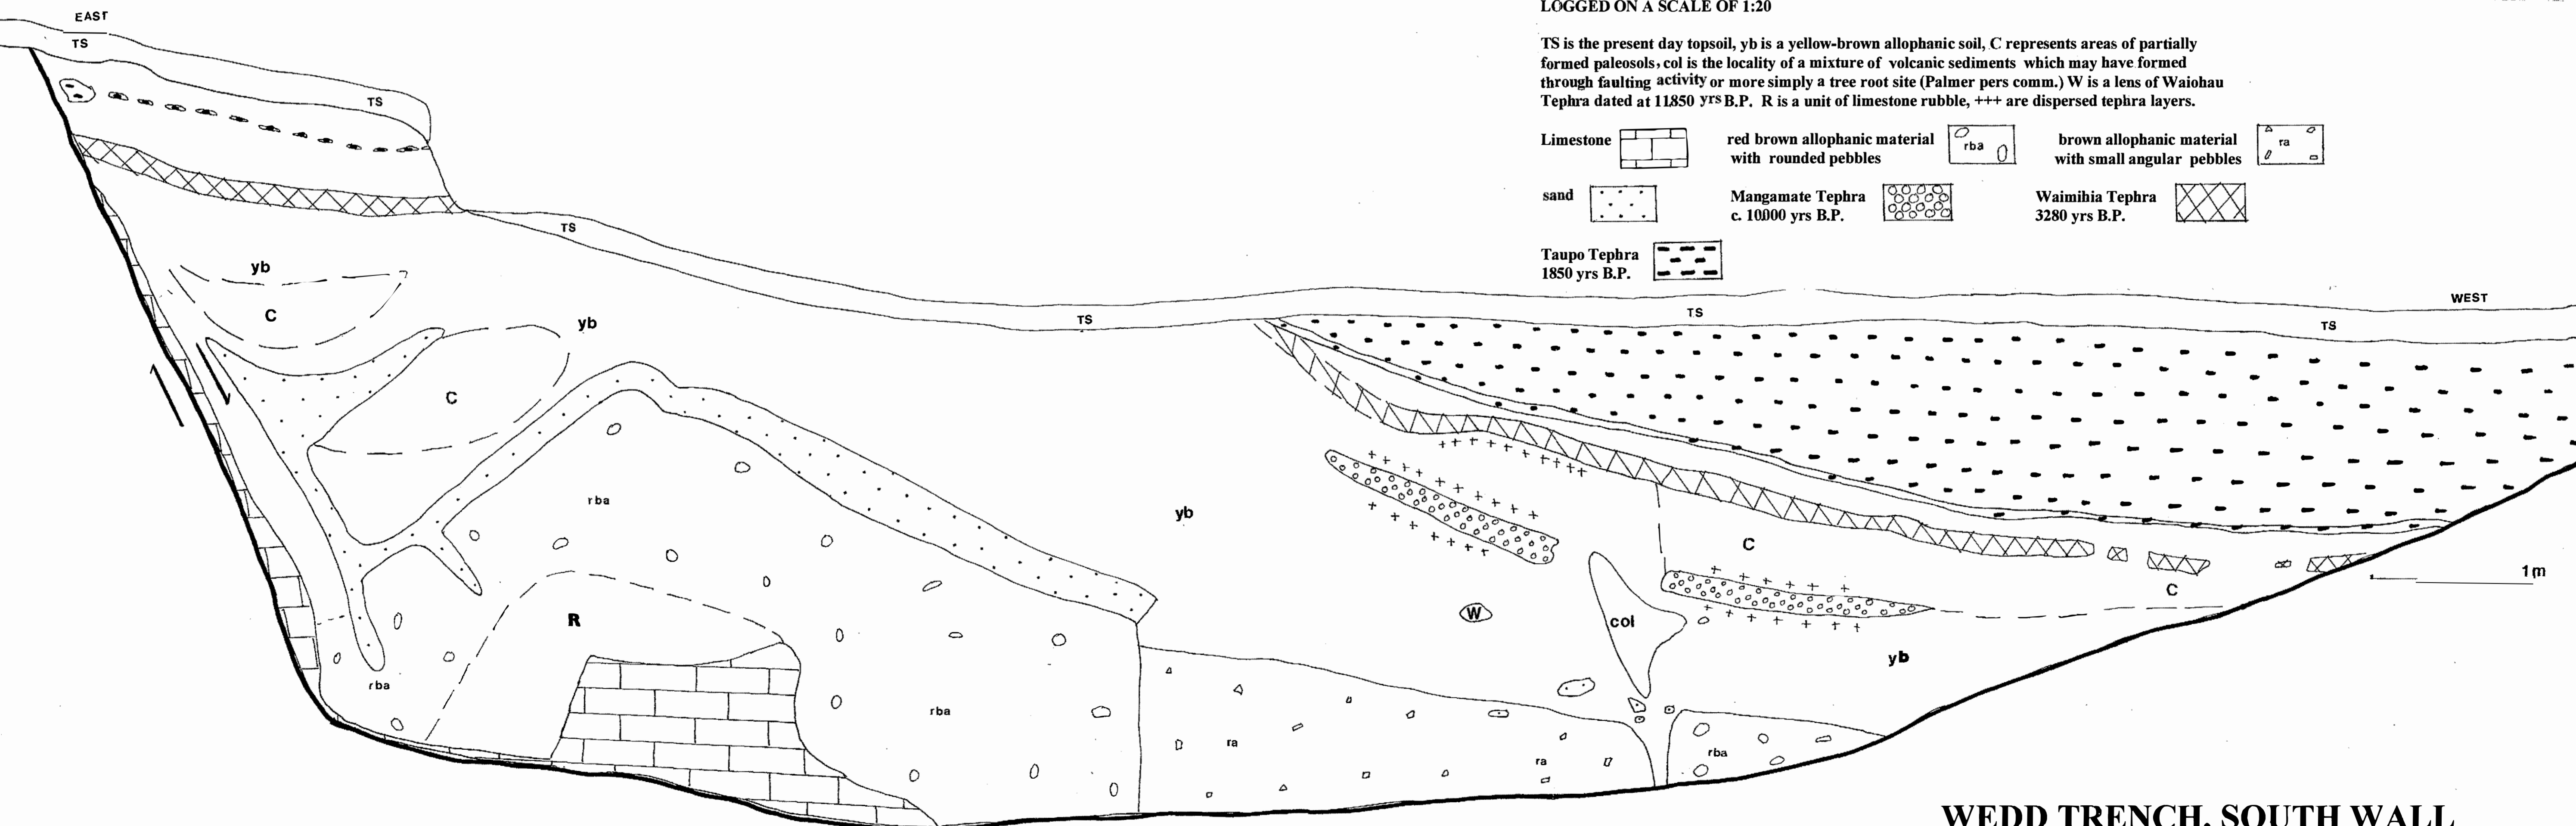 LOGGED ON A SCALE OF 1:20
TS is the present day topsoil, yb is a yellow-brown allophanic soil, C represents areas of partially
formed paleosols, col is the locality of a mixture of volcanic sediments which may have formed
through faulting activity or more simply a tree root site (Palmer pers comm.) W is a lens of Waiohau
Tephra dated at 11850 yrs B.P. R is a unit of limestone rubble, +++ are dispersed tephra layers.
Limestone
red brown allophanic material
with rounded pebbles
rba
brown allophanic material
with small angular pebbles
ra
sand
Mangamate Tephra
c. 10000 yrs B.P.
Waimihia Tephra
3280 yrs B.P.
Taupo Tephra
1850 yrs B.P.
EAST
TS
TS
TS
TS
TS
WEST
TS
yb
C
yb
C
rba
yb
C
1m
C
W
col
R
yb
rba
rba
ra
ra
rba
WEDD TRENCH, SOUTH WALL